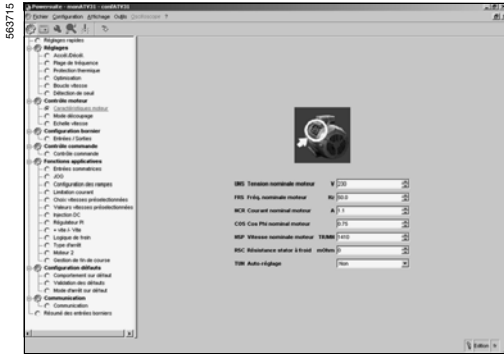 563715
Powersuite - monATV31 - confATV31
Fichier Configuration Affichage Outils Oscilloscope ?
Réglages rapides
Réglages
Accél-Décél.
Plage de fréquence
Protection thermique
Optimisation
Boucle vitesse
Détection de seuil
Contrôle moteur
Caractéristiques moteur
Mode découpage
Echelle vitesse
Configuration bornier
Entrées / Sorties
Contrôle commande
Contrôle commande
Fonctions applicatives
Entrées sommatrices
JOG
Configuration des rampes
Limitation courant
Choix vitesses présélectionnées
Valeurs vitesses présélectionnées
Injection DC
Régulateur PI
+ vite /- Vite
Logique de frein
Type d'arrêt
Moteur 2
Gestion de fin de course
Configuration défauts
Comportement sur défaut
Validation des défauts
Mode d'arrêt sur défaut
Communication
Communication
Résumé des entrées borniers
UNS Tension nominale moteur V 230
FRS Fréq. nominale moteur Hz 50.0
NCR Courant nominal moteur A 1.1
COS Cos Phi nominal moteur 0.75
NSP Vitesse nominale moteur TR/MN 1410
RSC Résistance stator à froid mOhm 0
TUN Auto-réglage Non
Edition